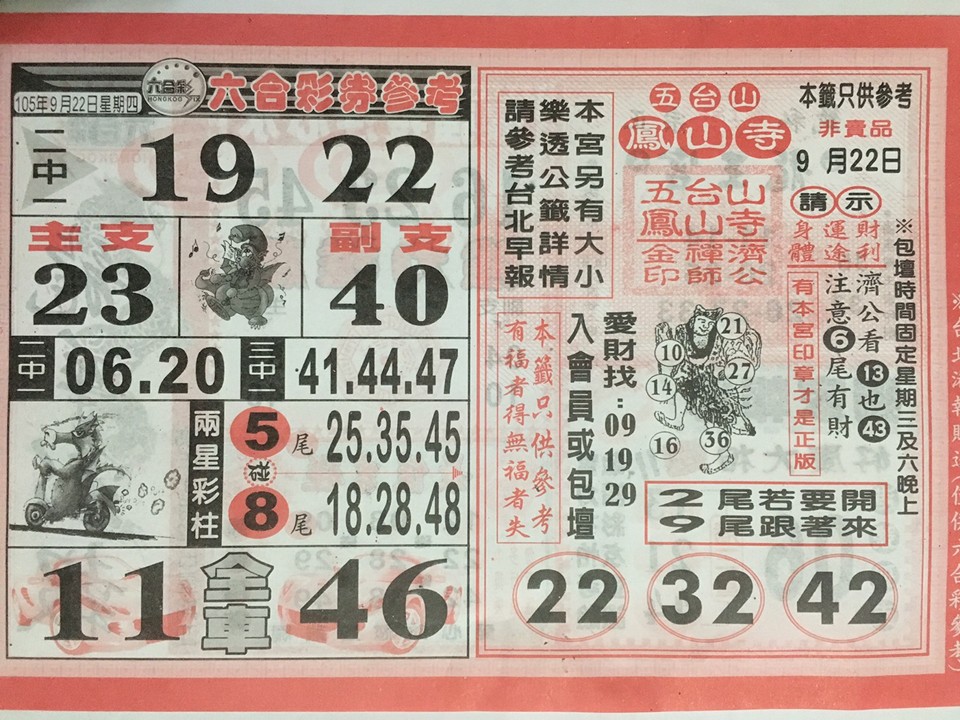 六合彩券參考
六合彩
HONGKOO
105年9月22日星期四
二中一
19 22
主支
23
副支
40
二中一
06.20
三中一
41.44.47
兩星彩柱
5尾
25.35.45
碰
8尾
18.28.48
11
全車
46
五台山
鳳山寺
本籤只供參考
非賣品
9月22日
本宮另有大小
樂透公籤詳情
請參考台北早報
五台山
鳳山寺
金禪濟
印師公
請示
財利
運途
身體
※包壇時間固定星期三及六晚上
濟公看13也43
注意6尾有財
有本宮印章才是正版
愛財找:09 19 29
入會員或包壇
本籤只供參考
有福者得無福者失
21
10
27
14
36
16
2尾若要開
9尾跟著來
22 32 42